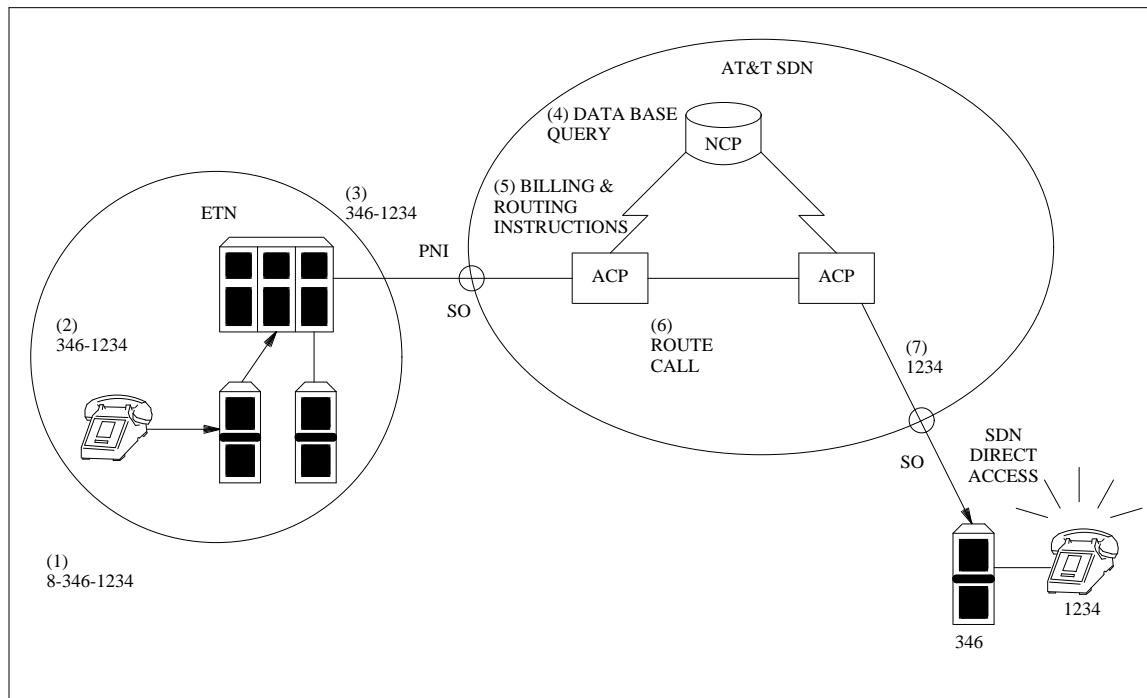 AT&T SDN
(4) DATA BASE
QUERY
NCP
(5) BILLING &
ROUTING
INSTRUCTIONS
(3)
346-1234
ETN
PNI
ACP
ACP
SO
(2)
346-1234
(6)
ROUTE
CALL
(7)
1234
SO
SDN
DIRECT
ACCESS
(1)
8-346-1234
1234
346